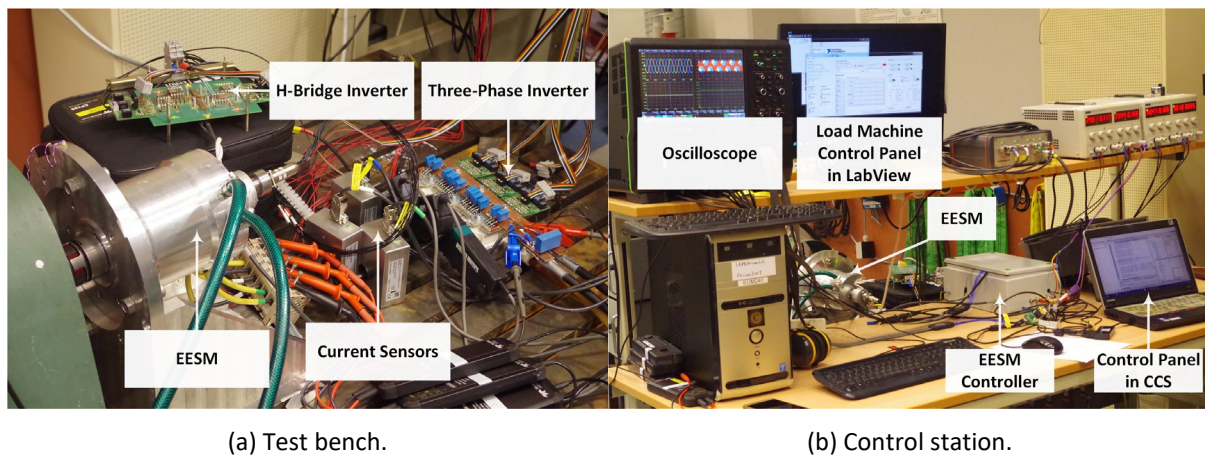 H-Bridge Inverter
Three-Phase Inverter
EESM
Current Sensors
Oscilloscope
Load Machine
Control Panel
in LabView
EESM
EESM
Controller
Control Panel
in CCS
(a) Test bench.
(b) Control station.